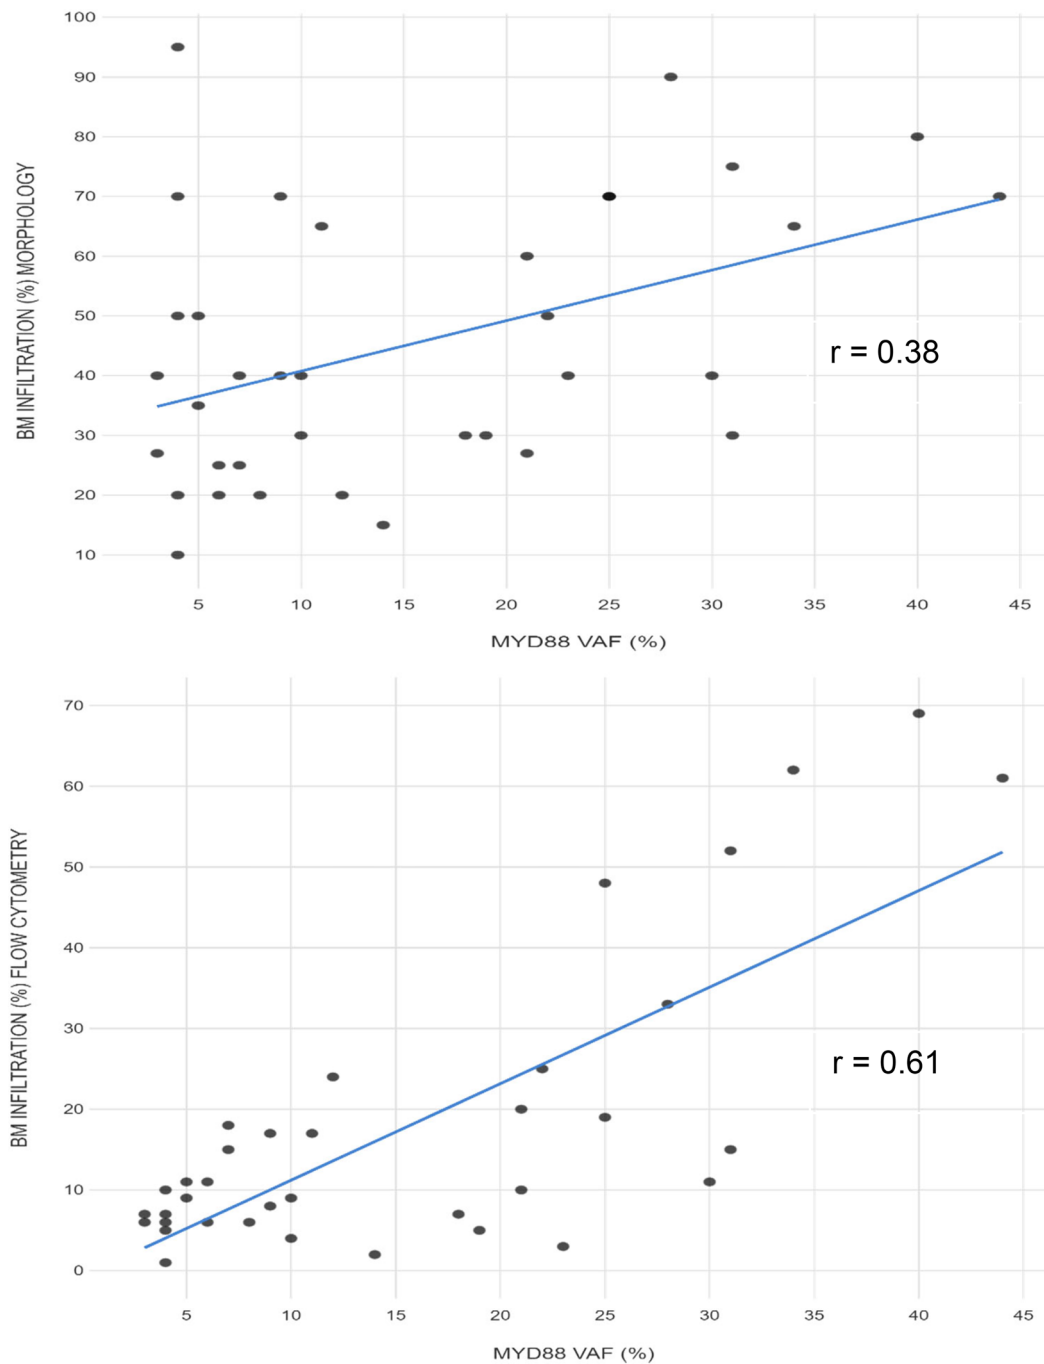 100
90
80
70
60
50
40
30
20
10
BM INFILTRATION (%) MORPHOLOGY
r = 0.38
5 10 15 20 25 30 35 40 45
MYD88 VAF (%)
70
60
50
40
30
20
10
0
BM INFILTRATION (%) FLOW CYTOMETRY
r = 0.61
5 10 15 20 25 30 35 40 45
MYD88 VAF (%)